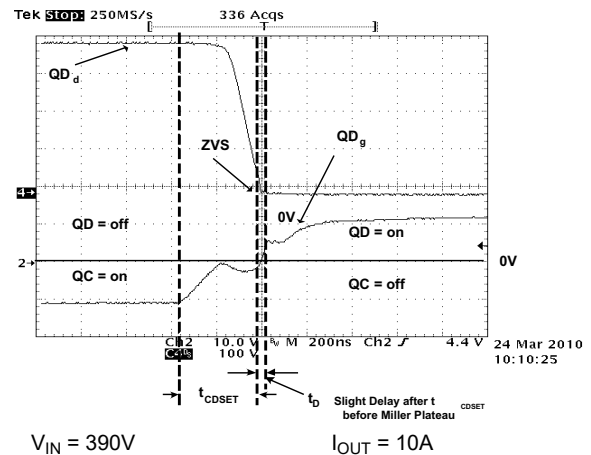 Tek Stop: 250MS/s 336 Acqs
T
QDd
ZVS
QDg
4→
0V
QD = off
QD = on
2→
0V
QC = on
QC = off
Ch2 10.0 V M 200ns Ch2 4.4 V
100 V
24 Mar 2010
10:10:25
tCDSET
tD
Slight Delay after tCDSET
before Miller Plateau
VIN = 390V
IOUT = 10A